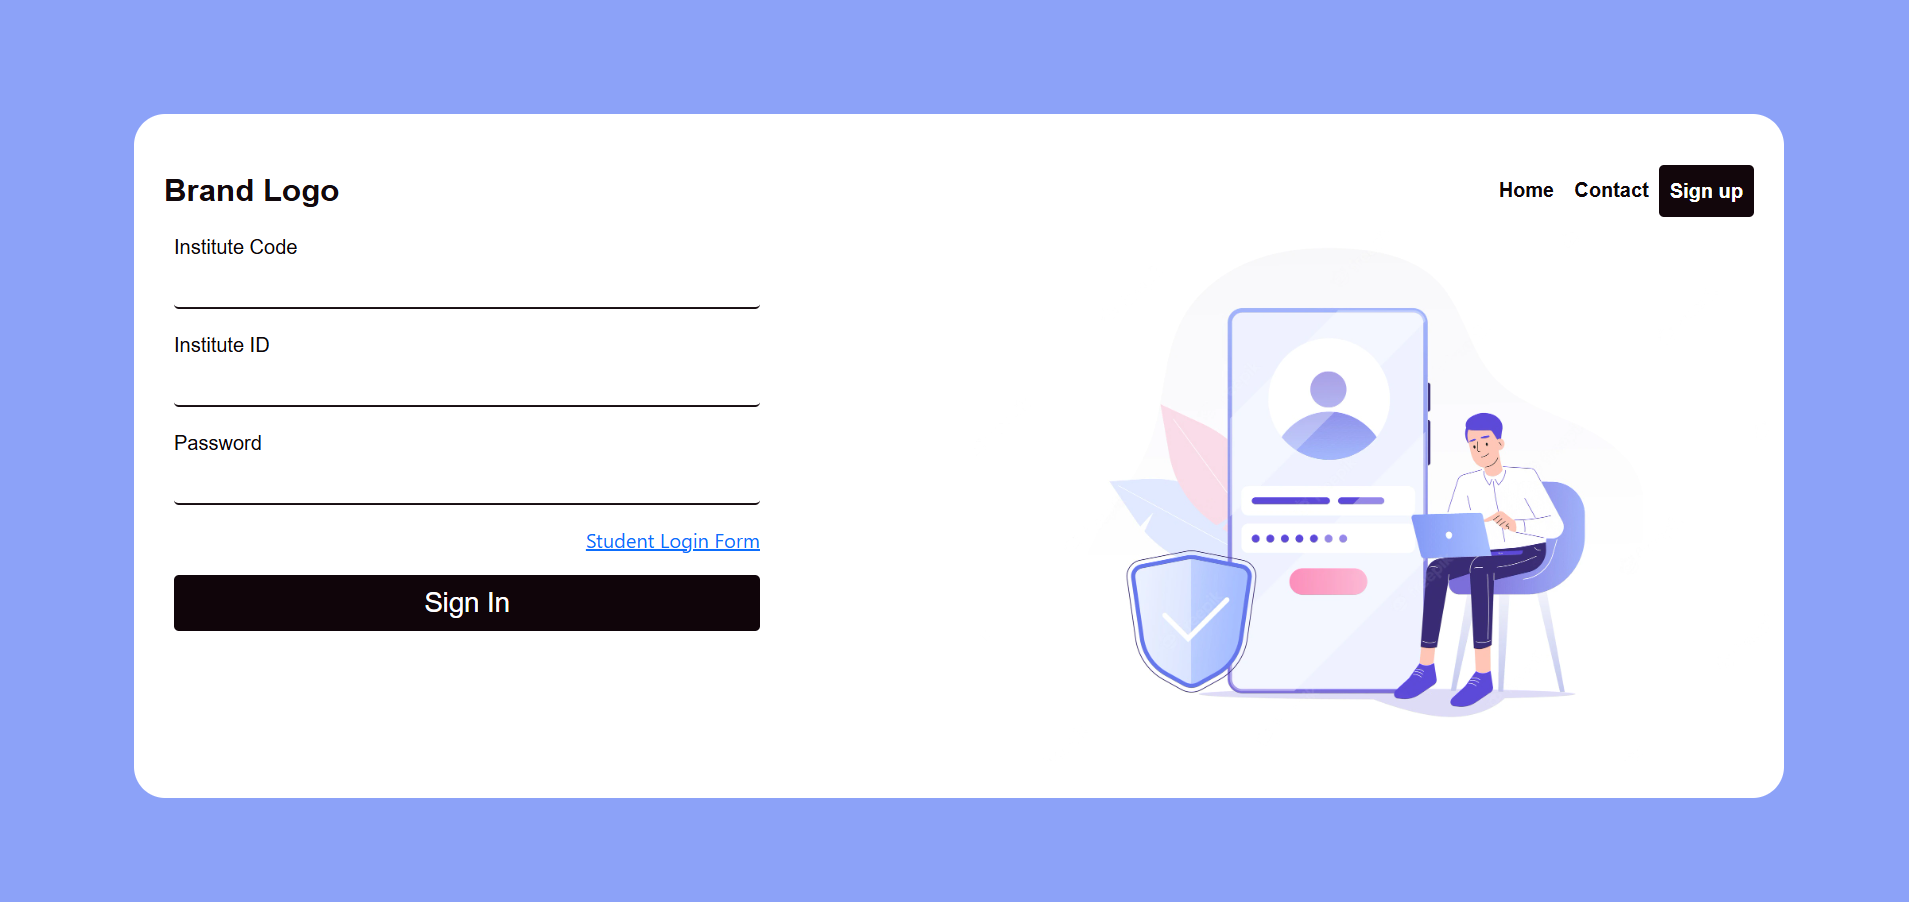 Brand Logo
Home Contact Sign up
Institute Code
Institute ID
Password
Student Login Form
Sign In